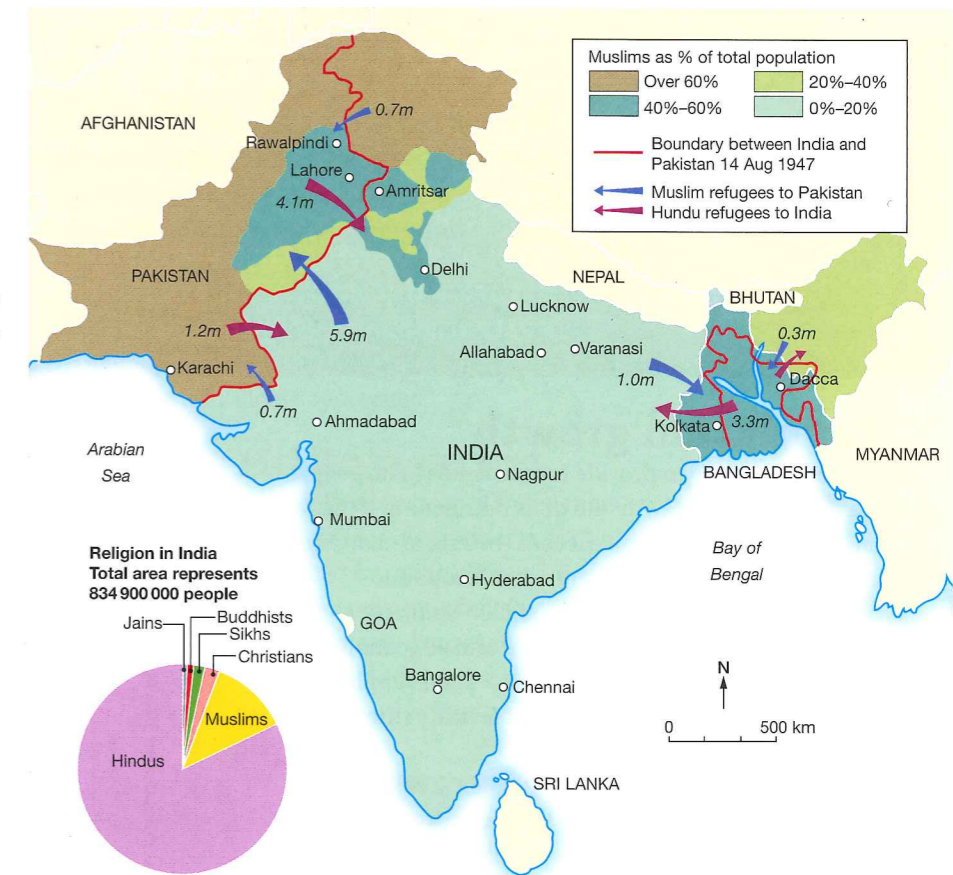 Muslims as % of total population
Over 60%
20%–40%
40%–60%
0%–20%
Boundary between India and
Pakistan 14 Aug 1947
Muslim refugees to Pakistan
Hundu refugees to India
AFGHANISTAN
0.7m
Rawalpindi
Lahore
Amritsar
4.1m
PAKISTAN
Delhi
NEPAL
BHUTAN
Lucknow
1.2m
5.9m
0.3m
Allahabad
Varanasi
Karachi
1.0m
Dacca
0.7m
Ahmadabad
Kolkata
3.3m
INDIA
MYANMAR
Arabian
Sea
Nagpur
BANGLADESH
Mumbai
Bay of
Bengal
Religion in India
Total area represents
834 900 000 people
Hyderabad
Jains
Buddhists
Sikhs
Christians
GOA
Muslims
Hindus
Bangalore
Chennai
N
0
500 km
SRI LANKA